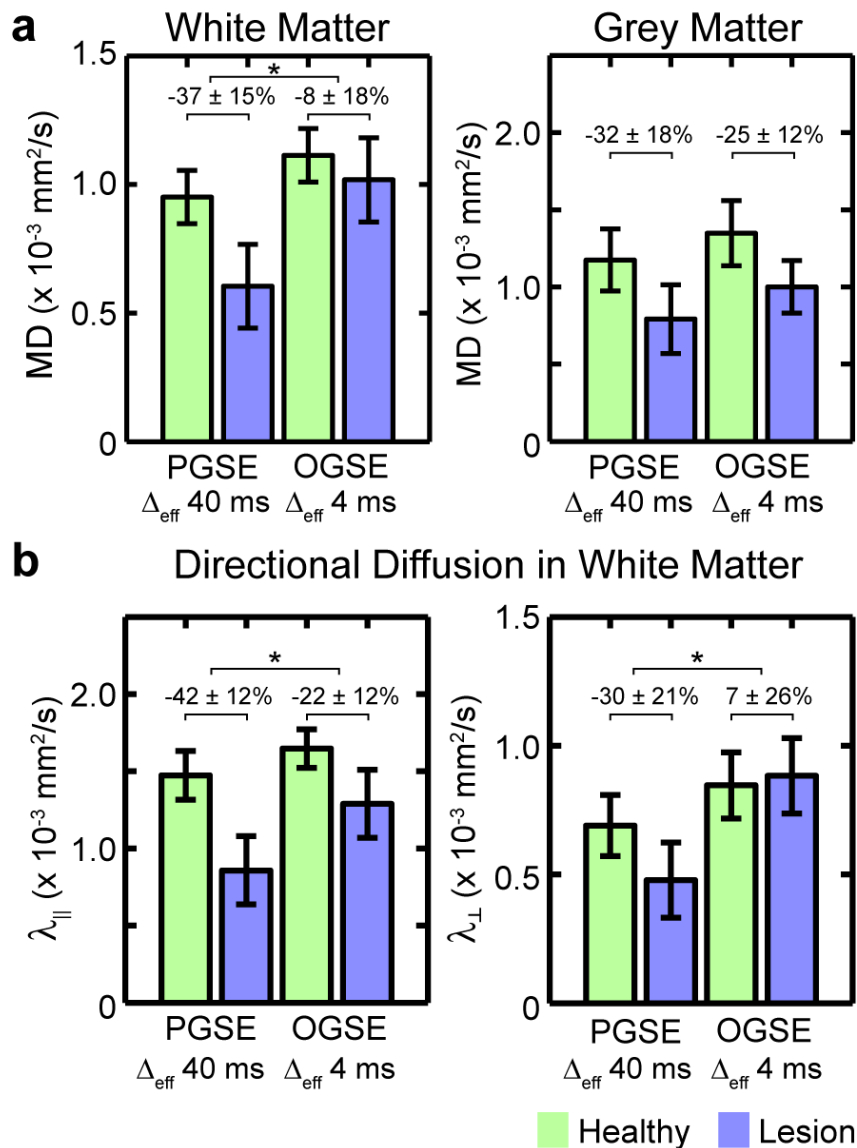 a White Matter Grey Matter
1.5
1.0
0.5
0
MD (x 10⁻³ mm²/s)
*
-37 ± 15% -8 ± 18%
PGSE OGSE
Δeff 40 ms Δeff 4 ms
2.0
1.0
0
MD (x 10⁻³ mm²/s)
-32 ± 18% -25 ± 12%
PGSE OGSE
Δeff 40 ms Δeff 4 ms
b Directional Diffusion in White Matter
2.0
1.0
0
λ|| (x 10⁻³ mm²/s)
*
-42 ± 12% -22 ± 12%
PGSE OGSE
Δeff 40 ms Δeff 4 ms
1.5
1.0
0.5
0
λ⊥ (x 10⁻³ mm²/s)
*
-30 ± 21% 7 ± 26%
PGSE OGSE
Δeff 40 ms Δeff 4 ms
Healthy Lesion